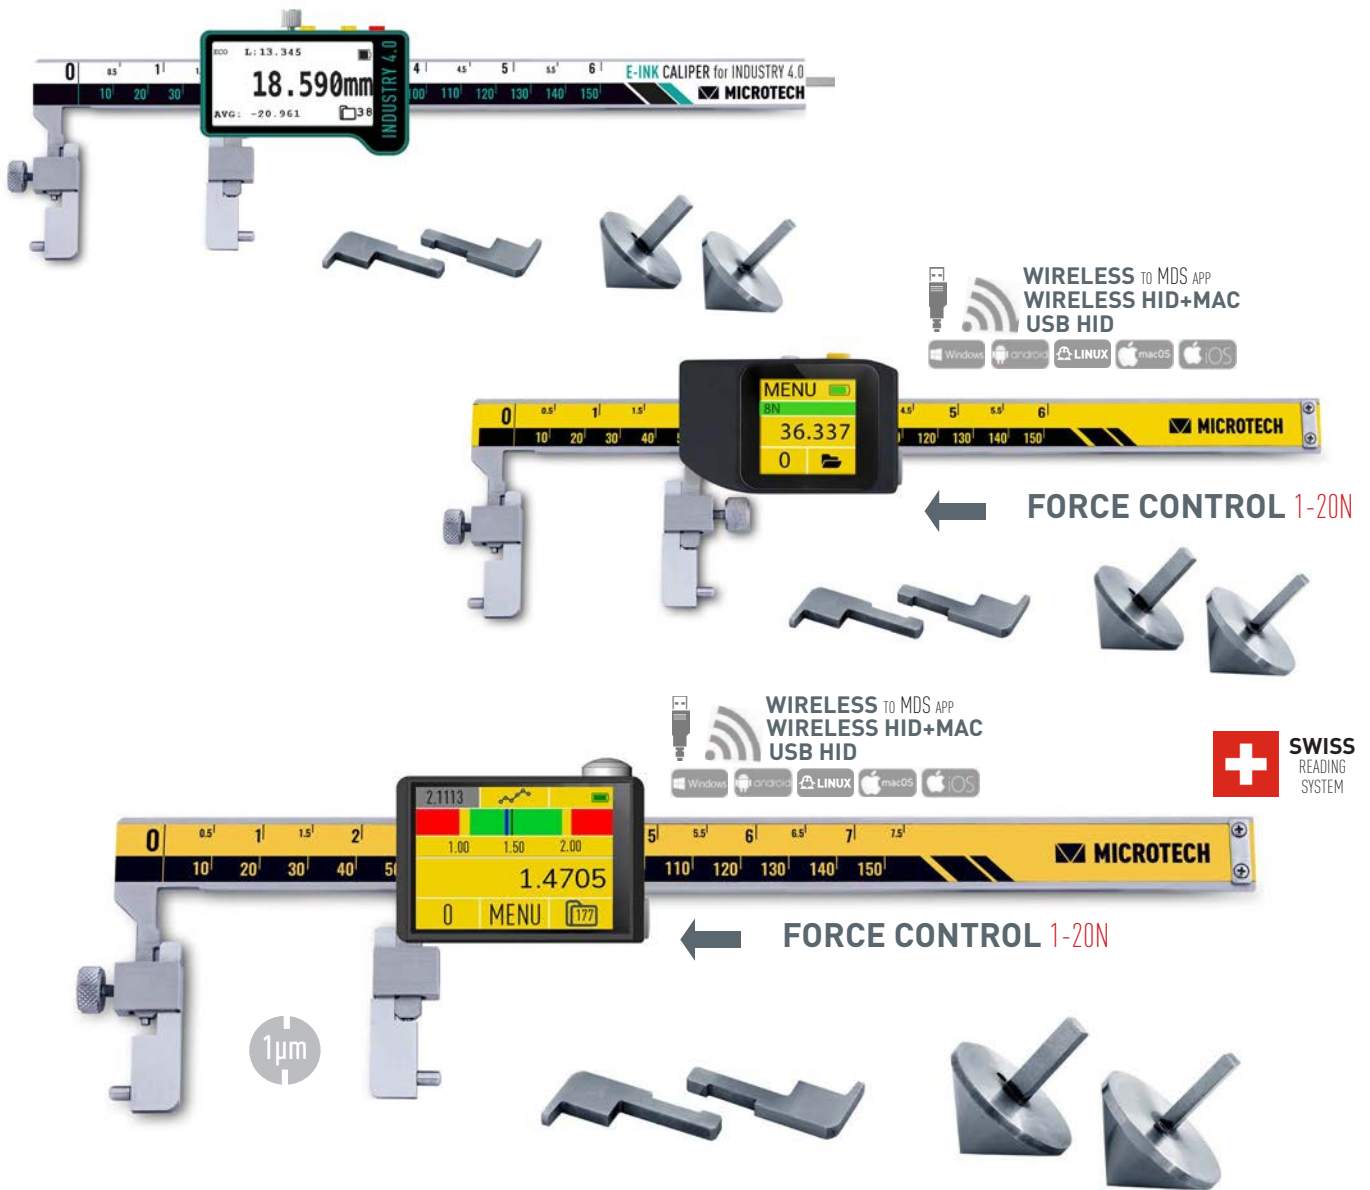 ECO L:13.345
18.590mm
AVG: -20.961 38
INDUSTRY 4.0
0 0.5 1 4 4.5 5 5.5 6
10 20 30 100 110 120 130 140 150
E-INK CALIPER for INDUSTRY 4.0
MICROTECH
WIRELESS TO MDS APP
WIRELESS HID+MAC
USB HID
Windows android LINUX macOS iOS
MENU
8N
36.337
0
0 0.5 1 1.5 4.5 5 5.5 6
10 20 30 40 120 130 140 150
MICROTECH
FORCE CONTROL 1-20N
WIRELESS TO MDS APP
WIRELESS HID+MAC
USB HID
Windows android LINUX macOS iOS
SWISS
READING
SYSTEM
2.1113
1.00 1.50 2.00
1.4705
0 MENU 177
0 0.5 1 1.5 2 5 5.5 6 6.5 7 7.5
10 20 30 40 50 110 120 130 140 150
MICROTECH
FORCE CONTROL 1-20N
1µm